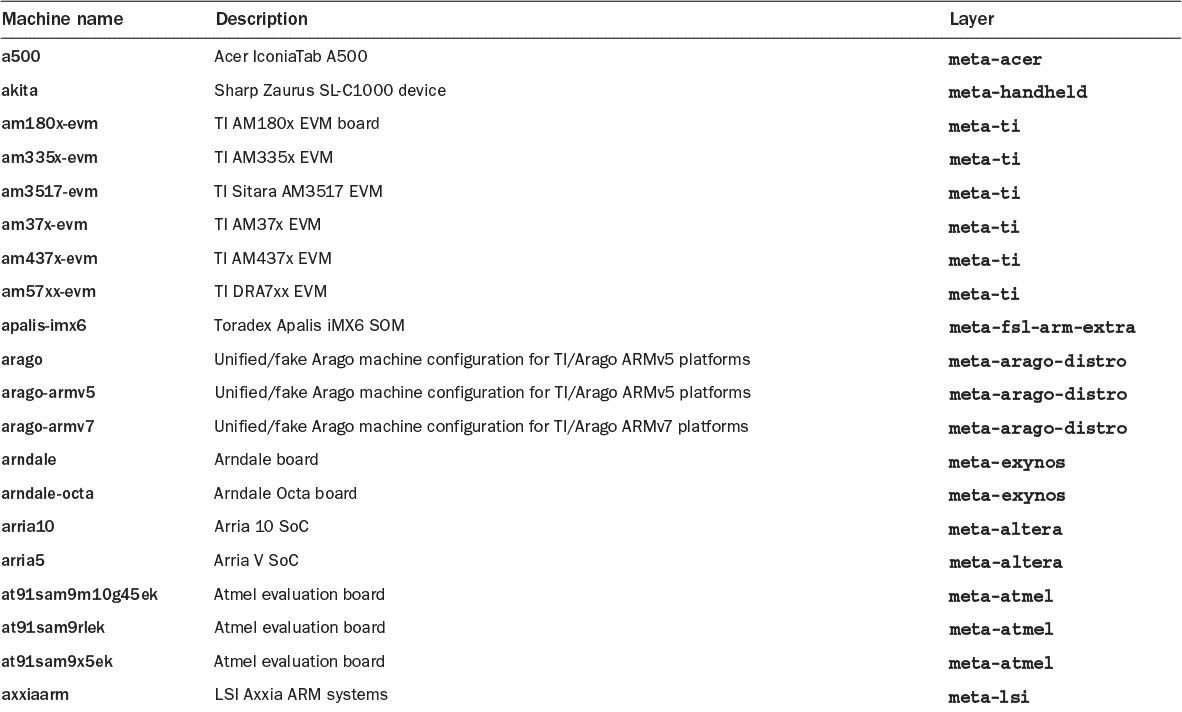 Machine name Description Layer
a500 Acer IconiaTab A500 meta-acer
akita Sharp Zaurus SL-C1000 device meta-handheld
am180x-evm TI AM180x EVM board meta-ti
am335x-evm TI AM335x EVM meta-ti
am3517-evm TI Sitara AM3517 EVM meta-ti
am37x-evm TI AM37x EVM meta-ti
am437x-evm TI AM437x EVM meta-ti
am57xx-evm TI DRA7xx EVM meta-ti
apalis-imx6 Toradex Apalis iMX6 SOM meta-fsl-arm-extra
arago Unified/fake Arago machine configuration for TI/Arago ARMv5 platforms meta-arago-distro
arago-armv5 Unified/fake Arago machine configuration for TI/Arago ARMv5 platforms meta-arago-distro
arago-armv7 Unified/fake Arago machine configuration for TI/Arago ARMv7 platforms meta-arago-distro
arndale Arndale board meta-exynos
arndale-octa Arndale Octa board meta-exynos
arria10 Arria 10 SoC meta-altera
arria5 Arria V SoC meta-altera
at91sam9m10g45ek Atmel evaluation board meta-atmel
at91sam9rlek Atmel evaluation board meta-atmel
at91sam9x5ek Atmel evaluation board meta-atmel
axxiaarm LSI Axxia ARM systems meta-lsi